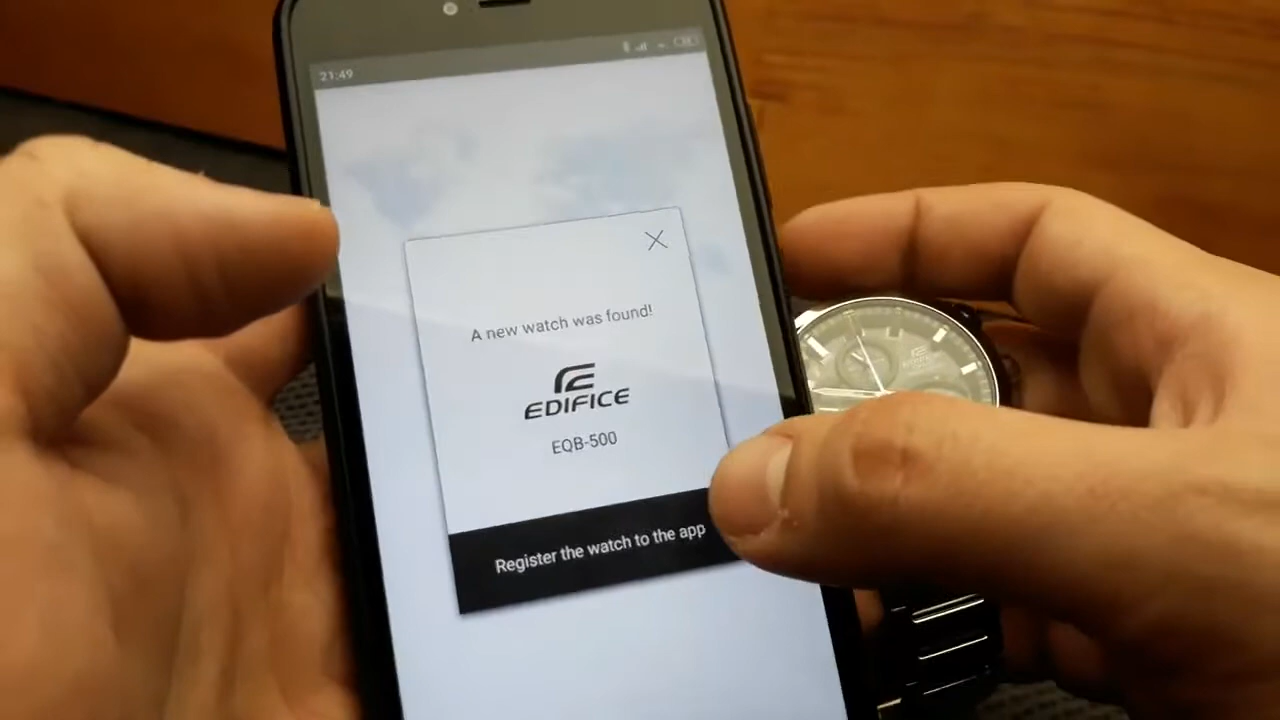 21:49
A new watch was found!
EDIFICE
EQB-500
Register the watch to the app